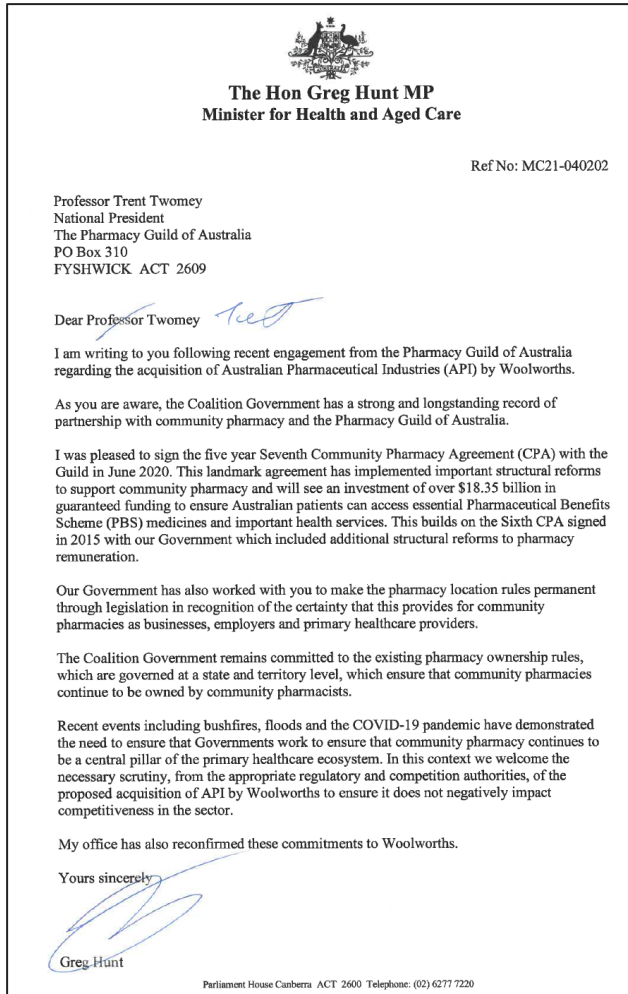 The Hon Greg Hunt MP
Minister for Health and Aged Care
Ref No: MC21-040202
Professor Trent Twomey
National President
The Pharmacy Guild of Australia
PO Box 310
FYSHWICK ACT 2609
Dear Professor Twomey Trent
I am writing to you following recent engagement from the Pharmacy Guild of Australia
regarding the acquisition of Australian Pharmaceutical Industries (API) by Woolworths.
As you are aware, the Coalition Government has a strong and longstanding record of
partnership with community pharmacy and the Pharmacy Guild of Australia.
I was pleased to sign the five year Seventh Community Pharmacy Agreement (CPA) with the
Guild in June 2020. This landmark agreement has implemented important structural reforms
to support community pharmacy and will see an investment of over $18.35 billion in
guaranteed funding to ensure Australian patients can access essential Pharmaceutical Benefits
Scheme (PBS) medicines and important health services. This builds on the Sixth CPA signed
in 2015 with our Government which included additional structural reforms to pharmacy
remuneration.
Our Government has also worked with you to make the pharmacy location rules permanent
through legislation in recognition of the certainty that this provides for community
pharmacies as businesses, employers and primary healthcare providers.
The Coalition Government remains committed to the existing pharmacy ownership rules,
which are governed at a state and territory level, which ensure that community pharmacies
continue to be owned by community pharmacists.
Recent events including bushfires, floods and the COVID-19 pandemic have demonstrated
the need to ensure that Governments work to ensure that community pharmacy continues to
be a central pillar of the primary healthcare ecosystem. In this context we welcome the
necessary scrutiny, from the appropriate regulatory and competition authorities, of the
proposed acquisition of API by Woolworths to ensure it does not negatively impact
competitiveness in the sector.
My office has also reconfirmed these commitments to Woolworths.
Yours sincerely
Greg Hunt
Parliament House Canberra ACT 2600 Telephone: (02) 6277 7220